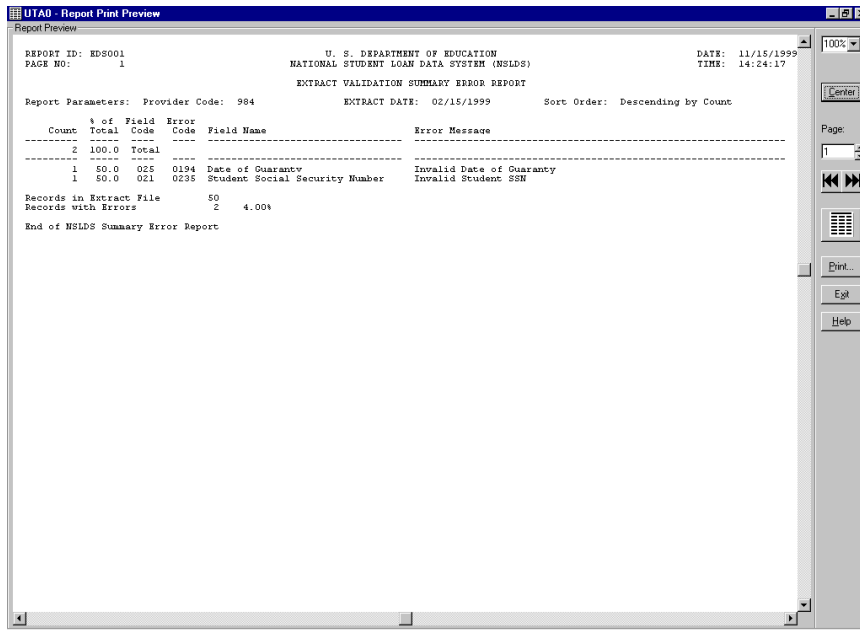 UTA0 - Report Print Preview
Report Preview
REPORT ID: EDS001 U. S. DEPARTMENT OF EDUCATION DATE: 11/15/1999
PAGE NO: 1 NATIONAL STUDENT LOAN DATA SYSTEM (NSLDS) TIME: 14:24:17
EXTRACT VALIDATION SUMMARY ERROR REPORT
Report Parameters: Provider Code: 984 EXTRACT DATE: 02/15/1999 Sort Order: Descending by Count
% of Field Error
Count Total Code Code Field Name Error Message
2 100.0 Total
1 50.0 025 0194 Date of Guaranty Invalid Date of Guaranty
1 50.0 021 0235 Student Social Security Number Invalid Student SSN
Records in Extract File 50
Records with Errors 2 4.00%
End of NSLDS Summary Error Report
100%
Center
Page:
1
Print...
Exit
Help